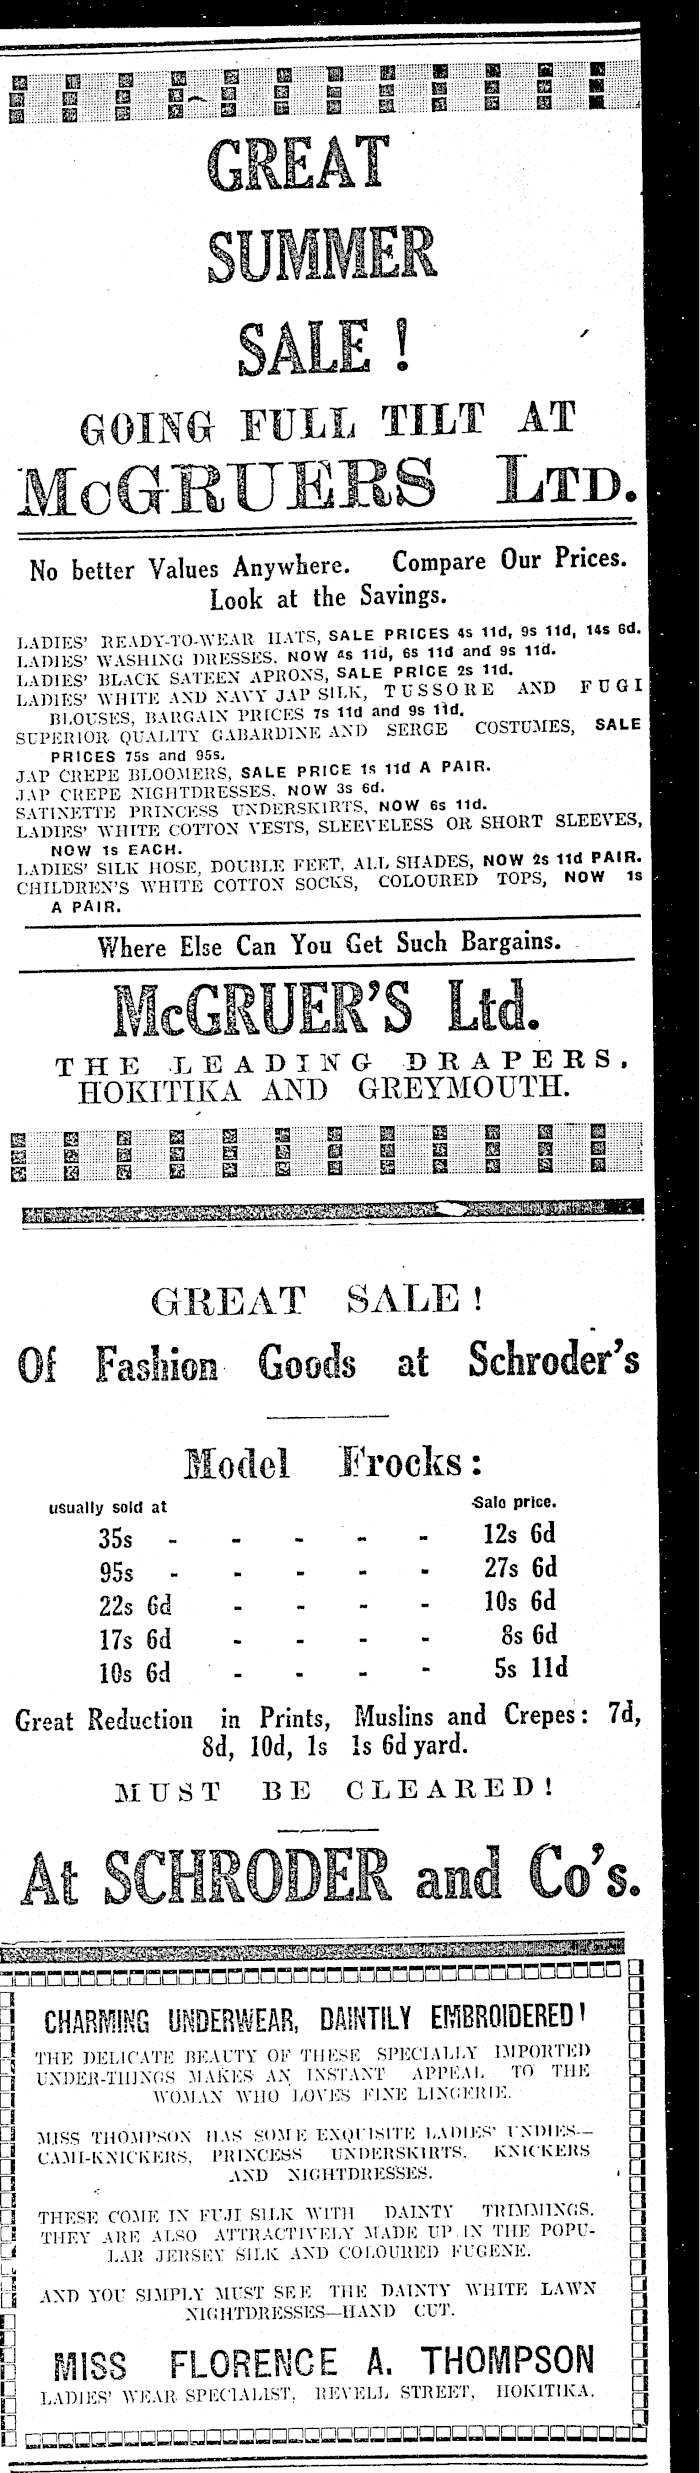 GREAT
SUMMER
SALE !
GOING FULL TILT AT
McGRUERS LTD.
No better Values Anywhere. Compare Our Prices.
Look at the Savings.
LADIES' READY-TO-WEAR HATS, SALE PRICES 4s 11d, 9s 11d, 14s 6d.
LADIES' WASHING DRESSES, NOW 4s 11d, 6s 11d and 9s 11d.
LADIES' BLACK SATEEN APRONS, SALE PRICE 2s 11d.
LADIES' WHITE AND NAVY JAP SILK, TUSSORE AND FUGI
BLOUSES, BARGAIN PRICES 7s 11d and 9s 11d.
SUPERIOR QUALITY GABARDINE AND SERGE COSTUMES, SALE
PRICES 75s and 95s.
JAP CREPE BLOOMERS, SALE PRICE 1s 11d A PAIR.
JAP CREPE NIGHTDRESSES, NOW 3s 6d.
SATINETTE PRINCESS UNDERSKIRTS, NOW 6s 11d.
LADIES' WHITE COTTON VESTS, SLEEVELESS OR SHORT SLEEVES,
NOW 1s EACH.
LADIES' SILK HOSE, DOUBLE FEET, ALL SHADES, NOW 2s 11d PAIR.
CHILDREN'S WHITE COTTON SOCKS, COLOURED TOPS, NOW 1s
A PAIR.
Where Else Can You Get Such Bargains.
McGRUER'S Ltd.
THE LEADING DRAPERS,
HOKITIKA AND GREYMOUTH.
GREAT SALE !
Of Fashion Goods at Schroder's
Model Frocks :
usually sold at Sale price.
35s - - - - - 12s 6d
95s - - - - - 27s 6d
22s 6d - - - - 10s 6d
17s 6d - - - - 8s 6d
10s 6d - - - - 5s 11d
Great Reduction in Prints, Muslins and Crepes : 7d,
8d, 10d, 1s 1s 6d yard.
MUST BE CLEARED !
At SCHRODER and Co's.
CHARMING UNDERWEAR, DAINTILY EMBROIDERED !
THE DELICATE BEAUTY OF THESE SPECIALLY IMPORTED
UNDER-THINGS MAKES AN INSTANT APPEAL TO THE
WOMAN WHO LOVES FINE LINGERIE.
MISS THOMPSON HAS SOME EXQUISITE LADIES' UNDIES—
CAMI-KNICKERS, PRINCESS UNDERSKIRTS, KNICKERS
AND NIGHTDRESSES.
THESE COME IN FUJI SILK WITH DAINTY TRIMMINGS.
THEY ARE ALSO ATTRACTIVELY MADE UP IN THE POPU-
LAR JERSEY SILK AND COLOURED FUGENE.
AND YOU SIMPLY MUST SEE THE DAINTY WHITE LAWN
NIGHTDRESSES—HAND CUT.
MISS FLORENCE A. THOMPSON
LADIES' WEAR SPECIALIST, REVELL STREET, HOKITIKA.